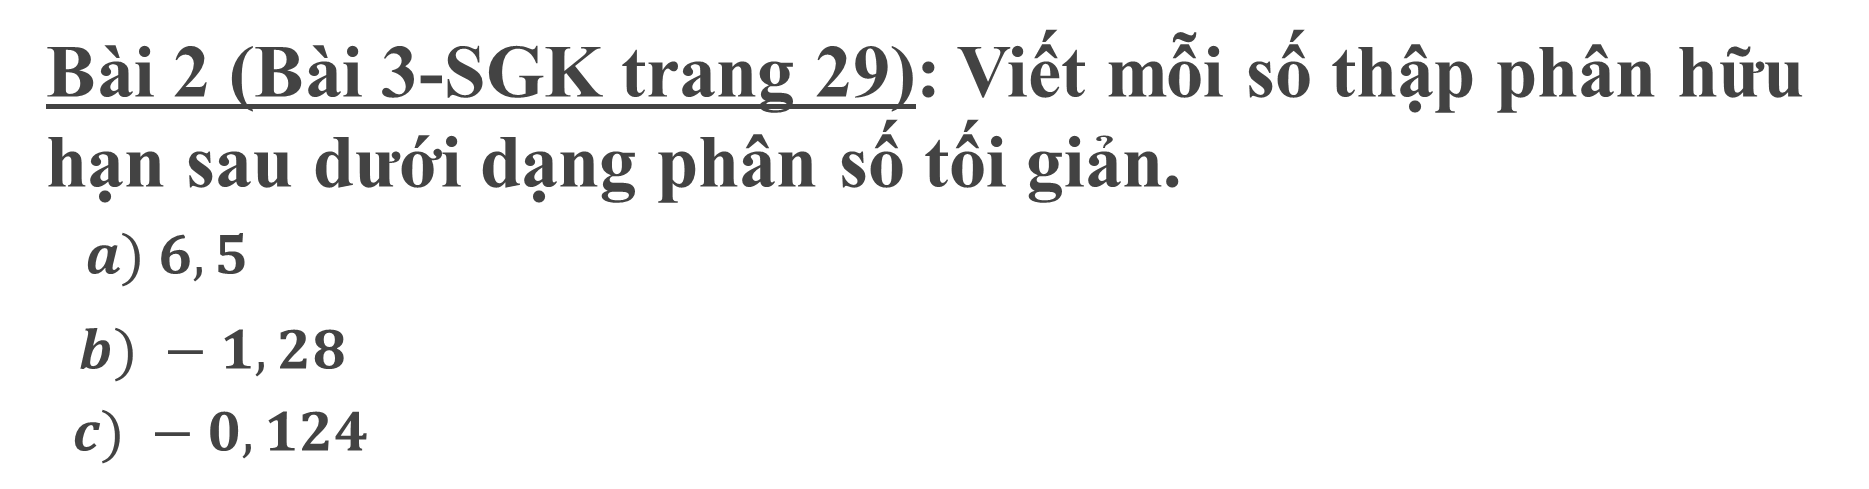 Bài 2 (Bài 3-SGK trang 29): Viết mỗi số thập phân hữu
hạn sau dưới dạng phân số tối giản.
a) 6,5
b) − 1,28
c) − 0,124